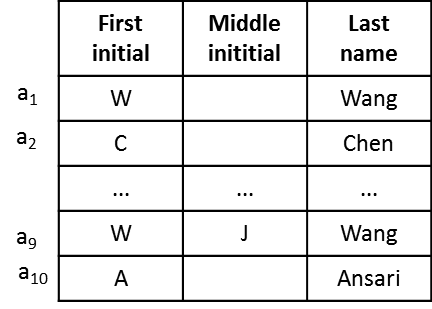 First initial Middle inititial Last name
a₁ W Wang
a₂ C Chen
... ... ...
a₉ W J Wang
a₁₀ A Ansari